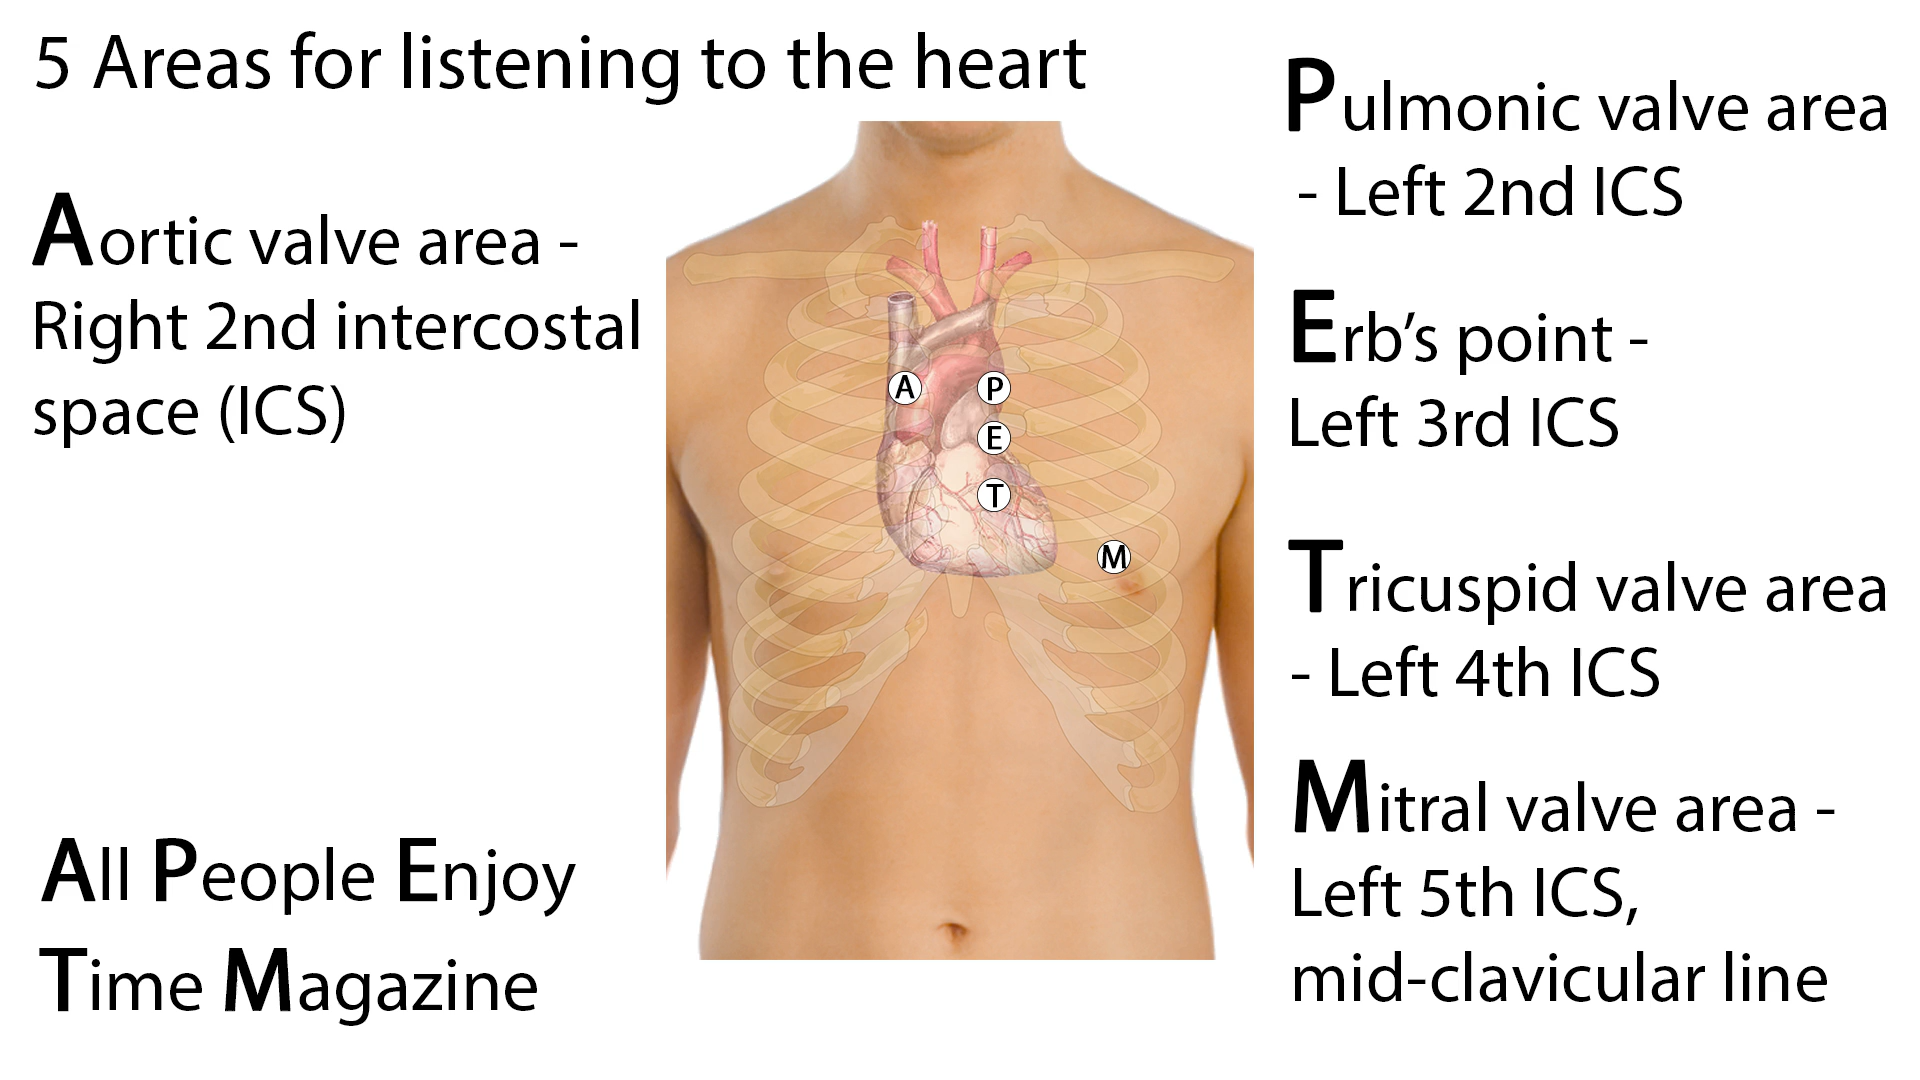 5 Areas for listening to the heart
Aortic valve area -
Right 2nd intercostal
space (ICS)
All People Enjoy
Time Magazine
A
P
E
T
M
Pulmonic valve area
- Left 2nd ICS
Erb’s point -
Left 3rd ICS
Tricuspid valve area
- Left 4th ICS
Mitral valve area -
Left 5th ICS,
mid-clavicular line